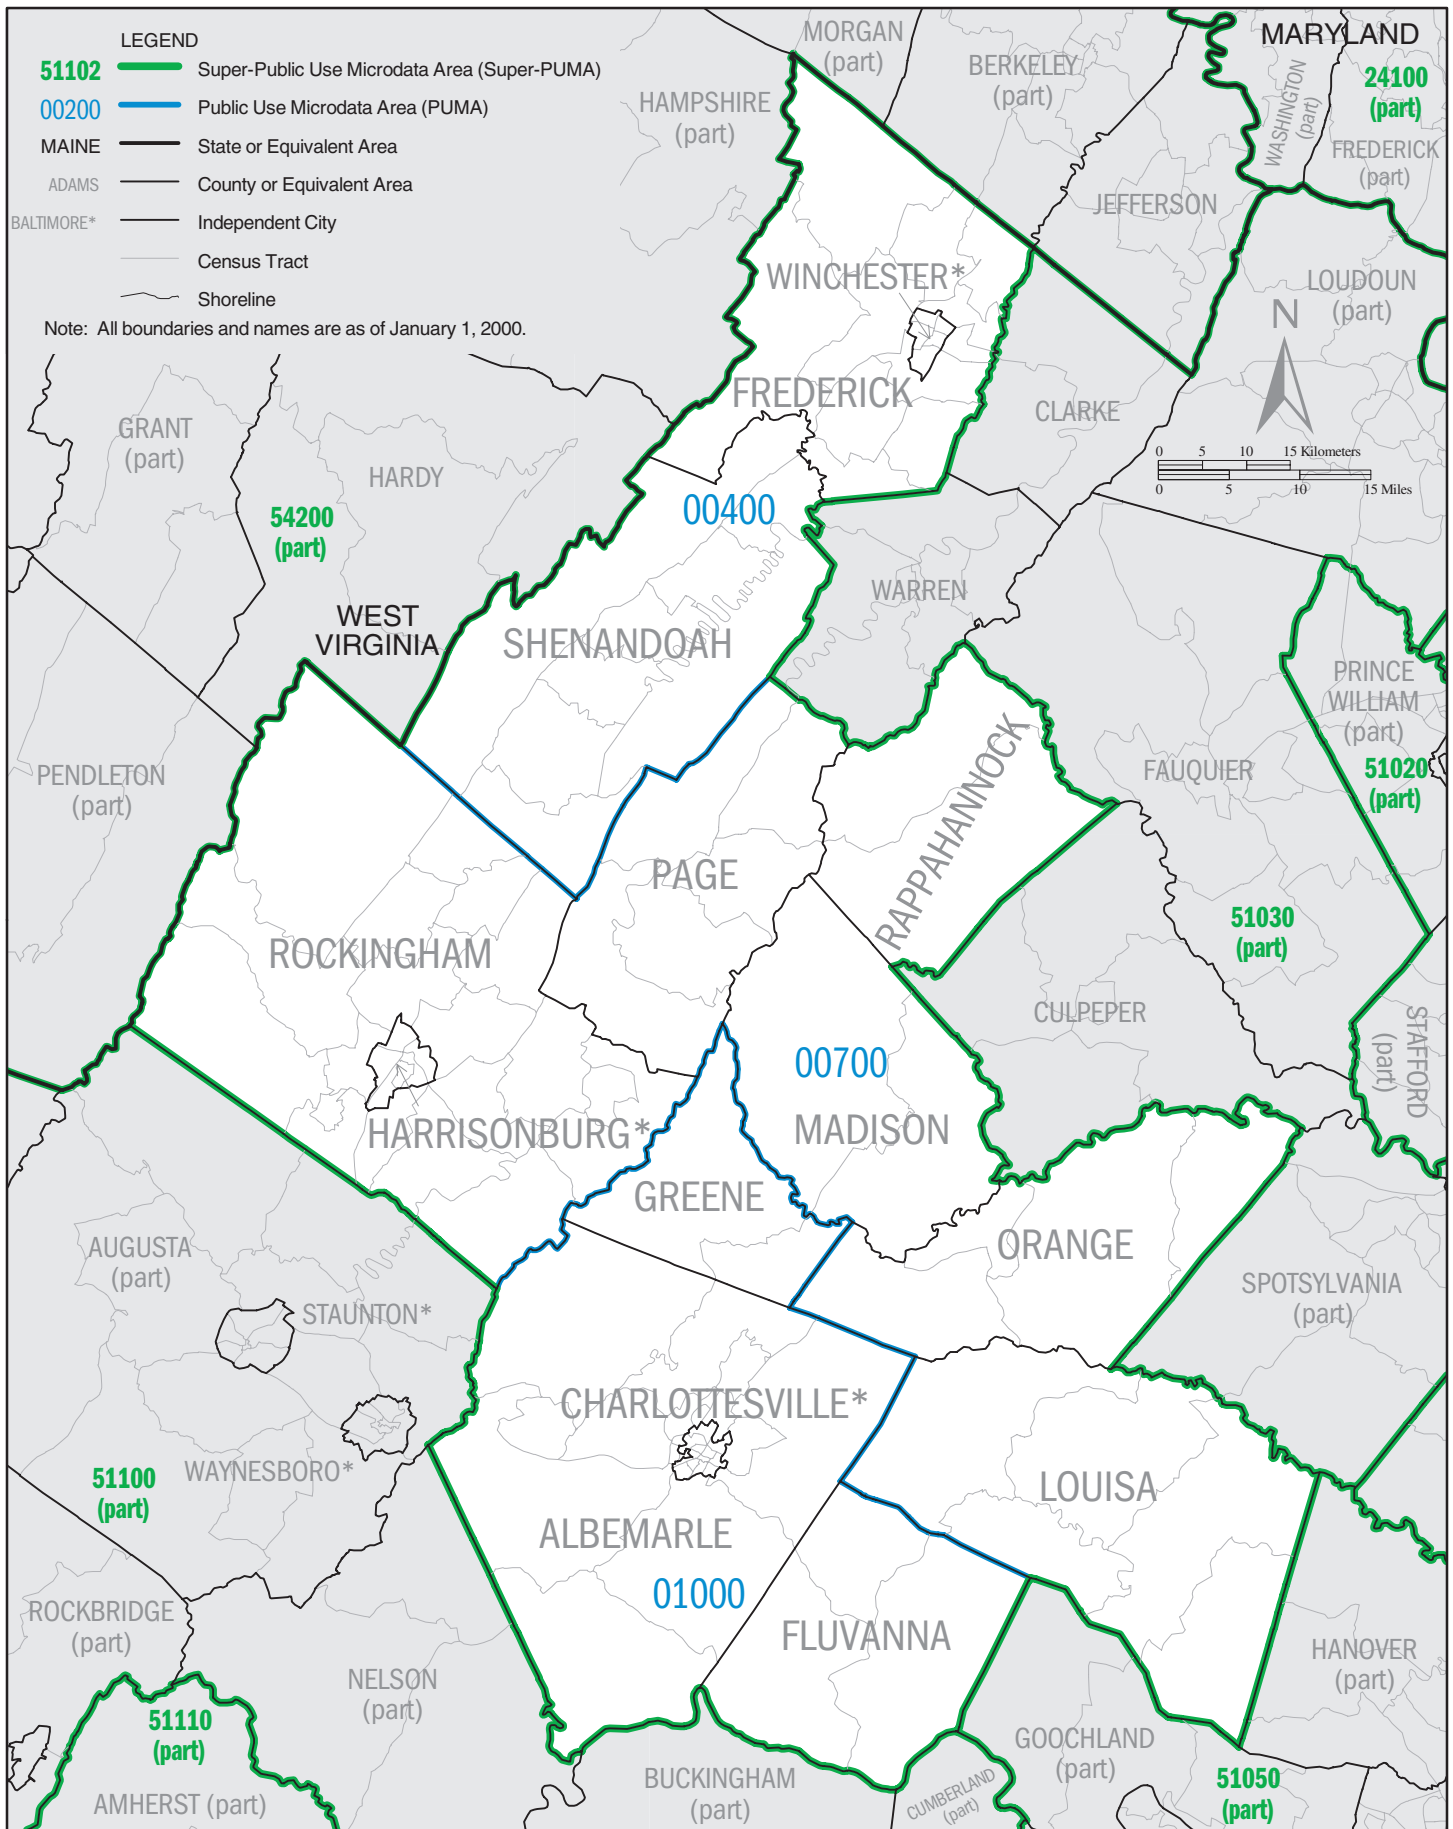 LEGEND
51102 Super-Public Use Microdata Area (Super-PUMA)
00200 Public Use Microdata Area (PUMA)
MAINE State or Equivalent Area
ADAMS County or Equivalent Area
BALTIMORE* Independent City
Census Tract
Shoreline
Note: All boundaries and names are as of January 1, 2000.
MORGAN
(part)
BERKELEY
(part)
MARYLAND
WASHINGTON
(part)
24100
(part)
FREDERICK
(part)
HAMPSHIRE
(part)
JEFFERSON
LOUDOUN
(part)
N
WINCHESTER*
FREDERICK
CLARKE
0 5 10 15 Kilometers
0 5 10 15 Miles
GRANT
(part)
HARDY
54200
(part)
00400
WARREN
WEST
VIRGINIA
SHENANDOAH
PRINCE
WILLIAM
(part)
51020
(part)
PENDLETON
(part)
FAUQUIER
RAPPAHANNOCK
PAGE
51030
(part)
ROCKINGHAM
CULPEPER
STAFFORD
(part)
00700
MADISON
HARRISONBURG*
GREENE
ORANGE
AUGUSTA
(part)
STAUNTON*
SPOTSYLVANIA
(part)
CHARLOTTESVILLE*
WAYNESBORO*
51100
(part)
LOUISA
ALBEMARLE
01000
FLUVANNA
ROCKBRIDGE
(part)
HANOVER
(part)
NELSON
(part)
51110
(part)
GOOCHLAND
(part)
BUCKINGHAM
(part)
CUMBERLAND
(part)
51050
(part)
AMHERST (part)